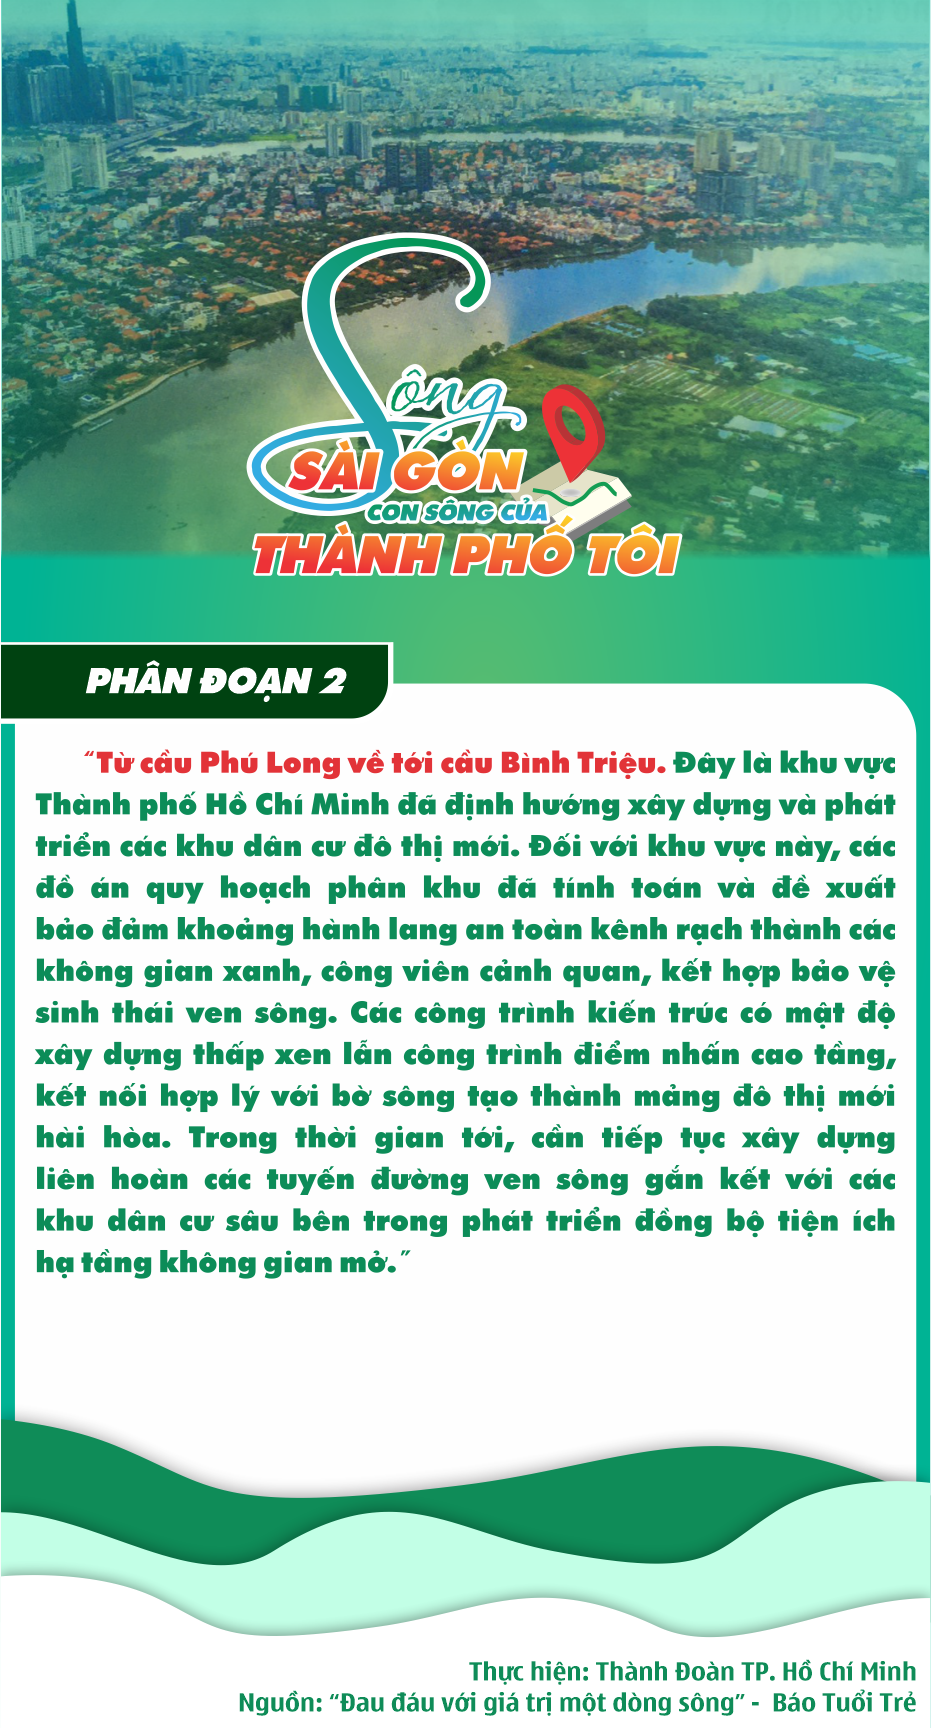 Sông
SÀI GÒN
CON SÔNG CỦA
THÀNH PHỐ TÔI
PHÂN ĐOẠN 2
“Từ cầu Phú Long về tới cầu Bình Triệu. Đây là khu vực
Thành phố Hồ Chí Minh đã định hướng xây dựng và phát
triển các khu dân cư đô thị mới. Đối với khu vực này, các
đồ án quy hoạch phân khu đã tính toán và đề xuất
bảo đảm khoảng hành lang an toàn kênh rạch thành các
không gian xanh, công viên cảnh quan, kết hợp bảo vệ
sinh thái ven sông. Các công trình kiến trúc có mật độ
xây dựng thấp xen lẫn công trình điểm nhấn cao tầng,
kết nối hợp lý với bờ sông tạo thành mảng đô thị mới
hài hòa. Trong thời gian tới, cần tiếp tục xây dựng
liên hoàn các tuyến đường ven sông gắn kết với các
khu dân cư sâu bên trong phát triển đồng bộ tiện ích
hạ tầng không gian mở.”
Thực hiện: Thành Đoàn TP. Hồ Chí Minh
Nguồn: “Đau đáu với giá trị một dòng sông” - Báo Tuổi Trẻ